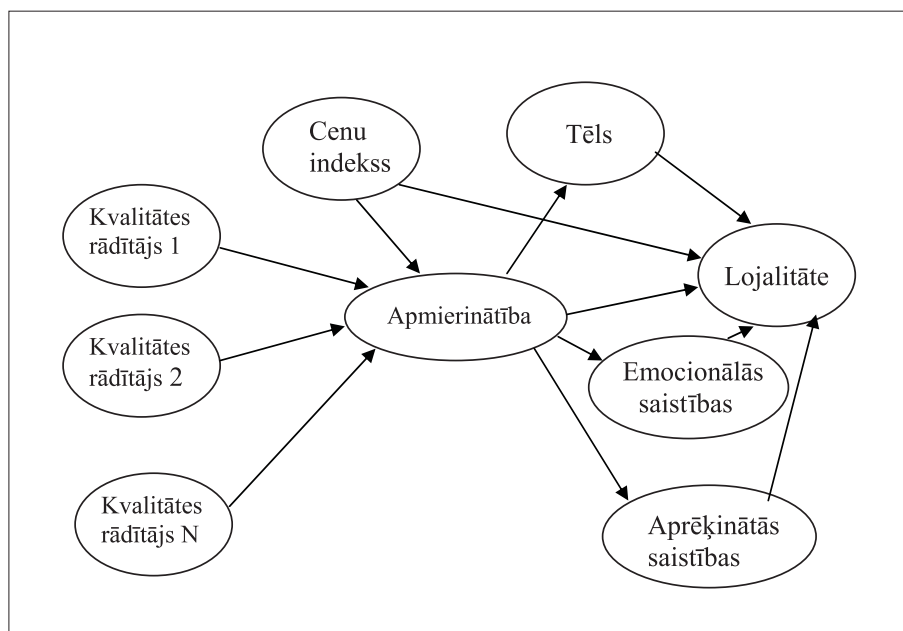 Cenu
indekss
Tēls
Kvalitātes
rādītājs 1
Lojalitāte
Apmierinātība
Kvalitātes
rādītājs 2
Emocionālās
saistības
Kvalitātes
rādītājs N
Aprēķinātās
saistības